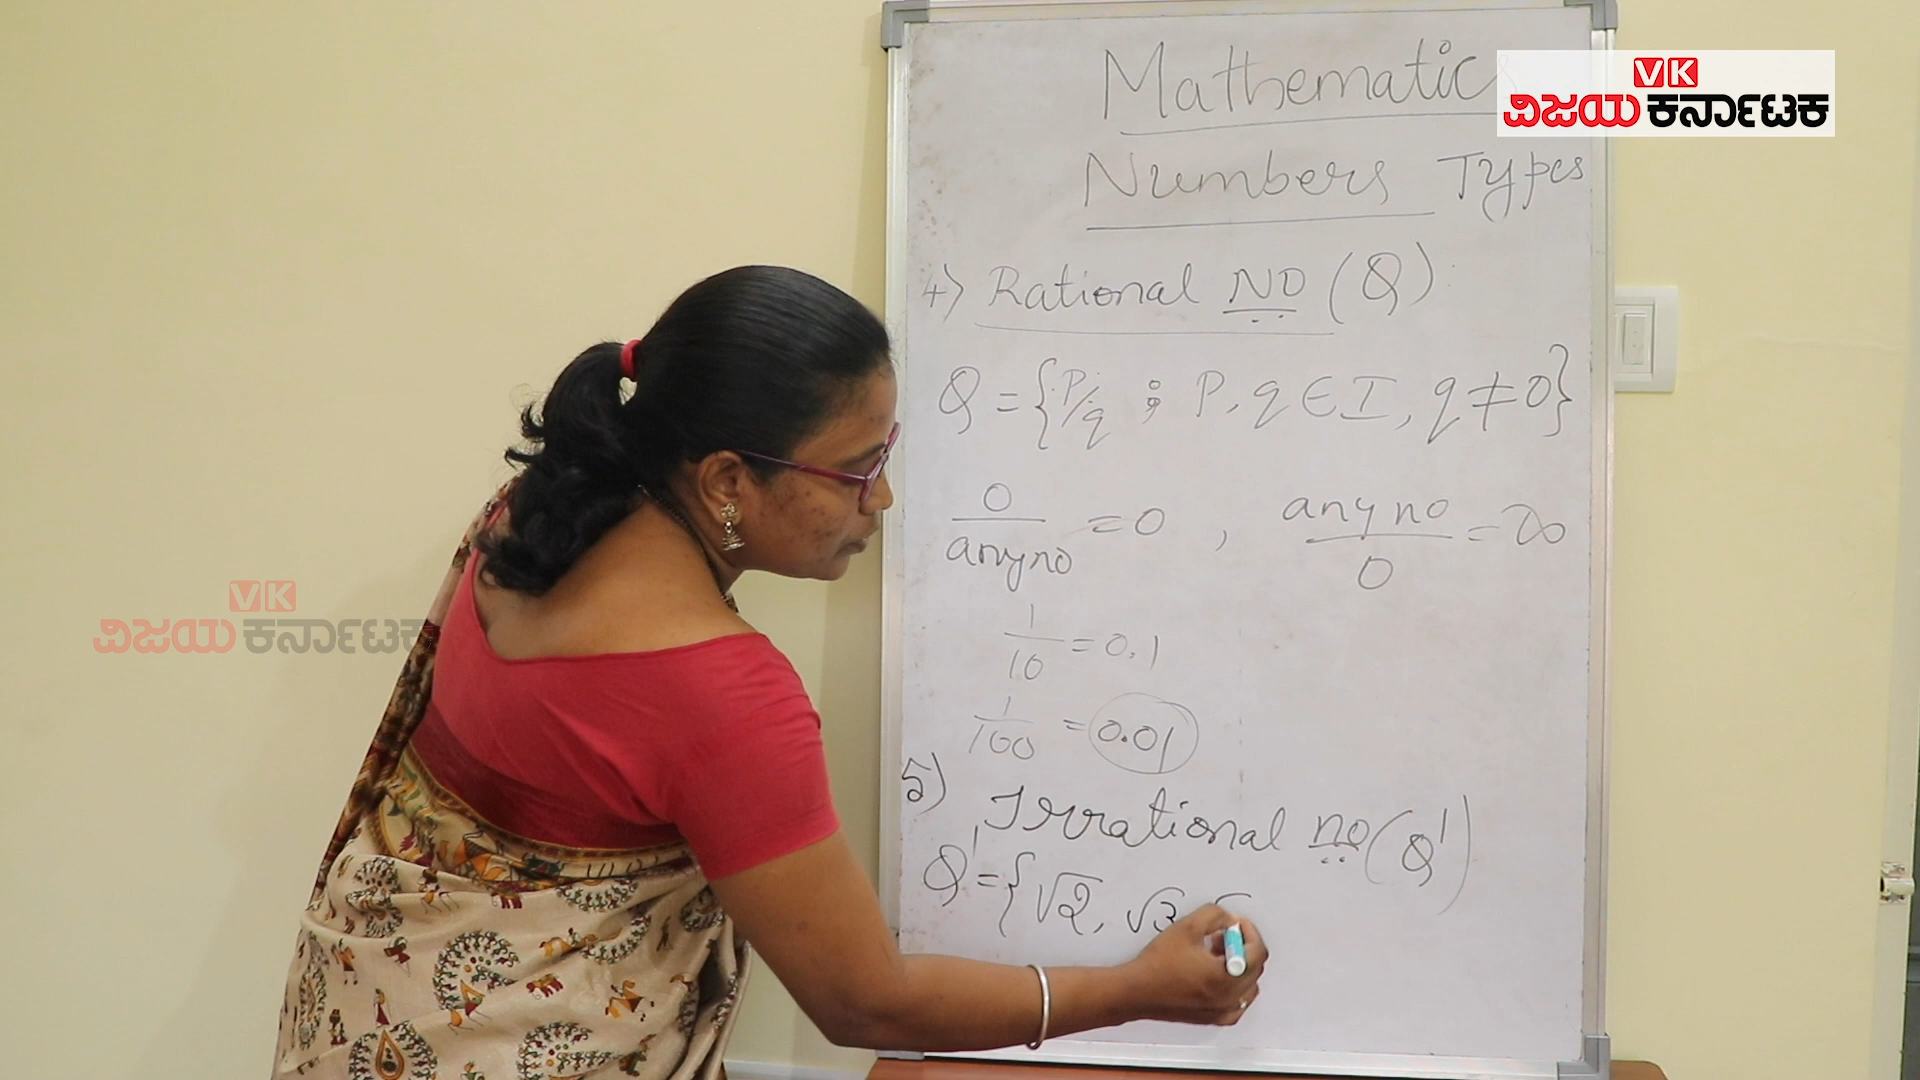 Mathematics
VK
ವಿಜಯ ಕರ್ನಾಟಕ
Numbers Types
4) Rational NO (Q)
Q = {P/q ; P, q ∈ I, q ≠ 0}
0/any no = 0 , any no/0 = ∞
1/10 = 0.1
1/100 = 0.01
5) Irrational no (Q')
Q' = {√2, √3,
VK
ವಿಜಯ ಕರ್ನಾಟಕ